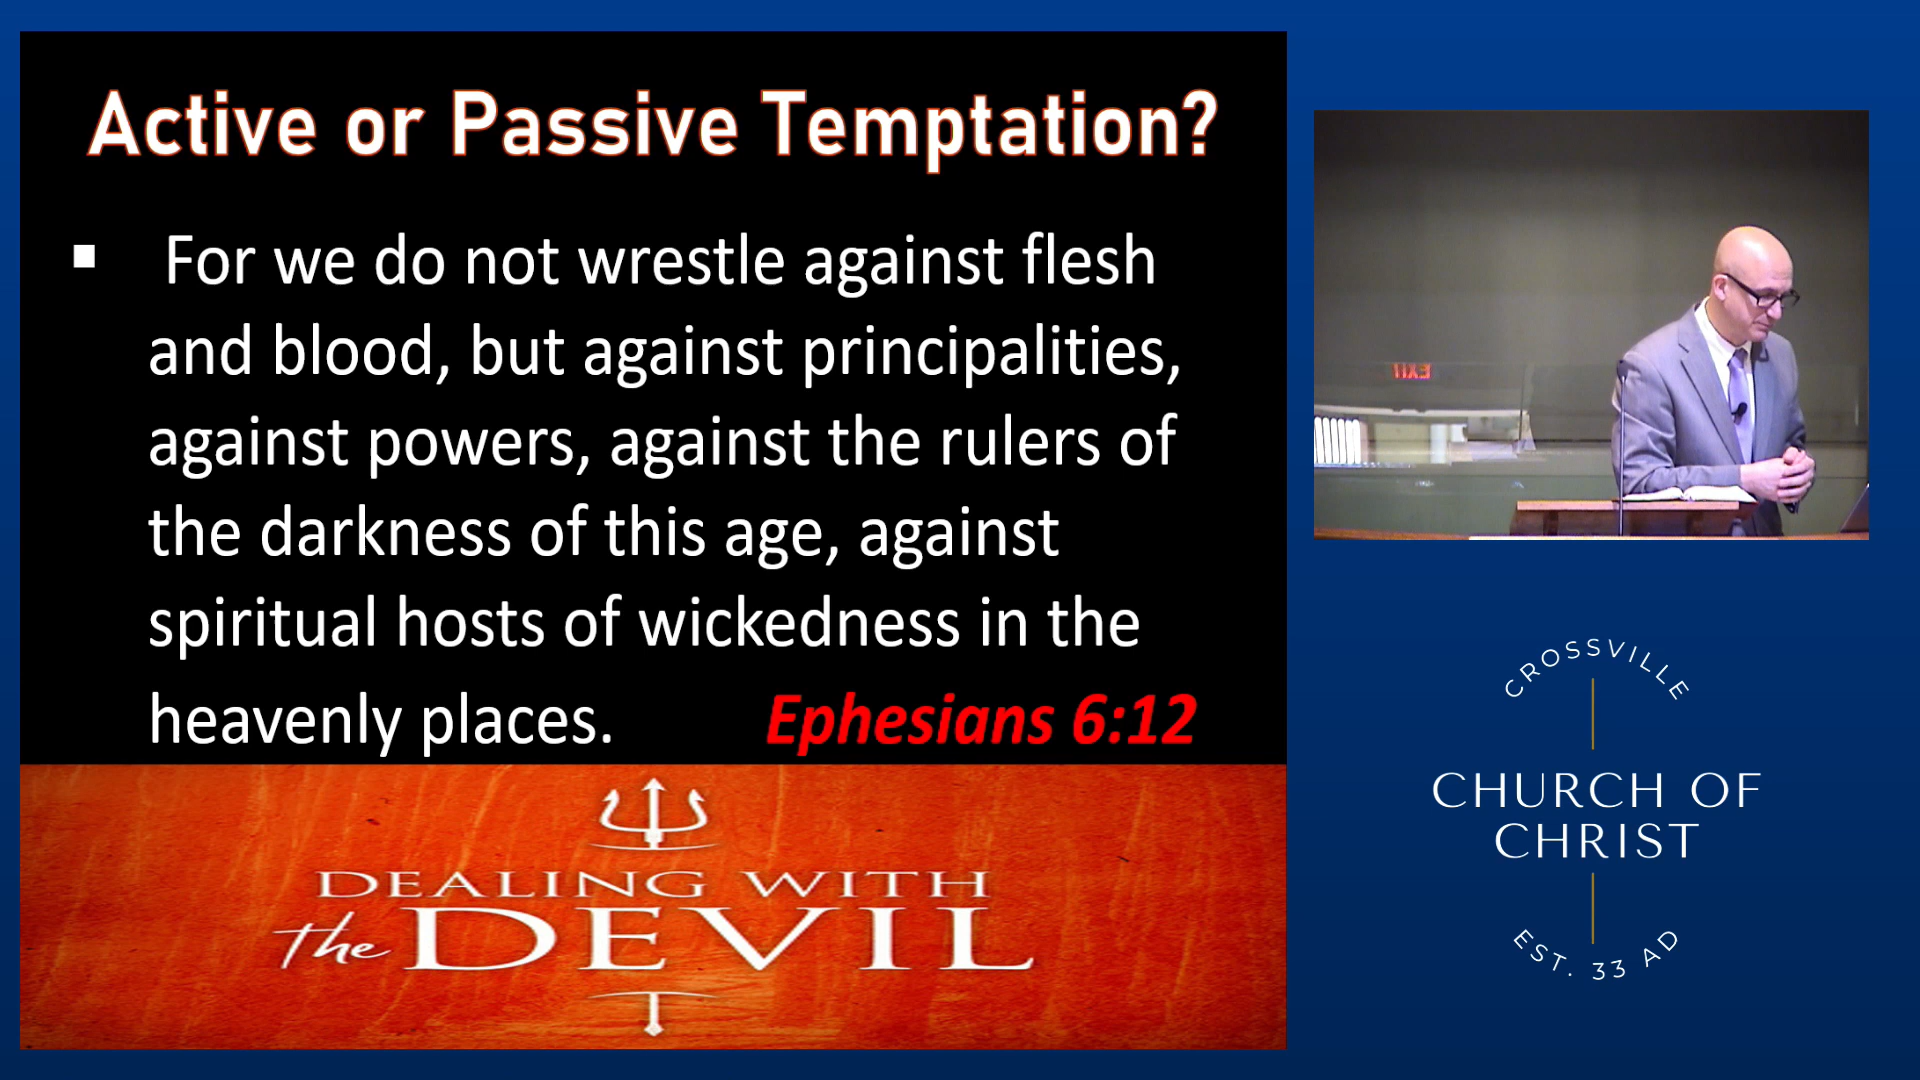 Active or Passive Temptation?
▪ For we do not wrestle against flesh
and blood, but against principalities,
against powers, against the rulers of
the darkness of this age, against
spiritual hosts of wickedness in the
heavenly places. Ephesians 6:12
DEALING WITH
the DEVIL
EXIT
CROSSVILLE
CHURCH OF
CHRIST
EST. 33 AD